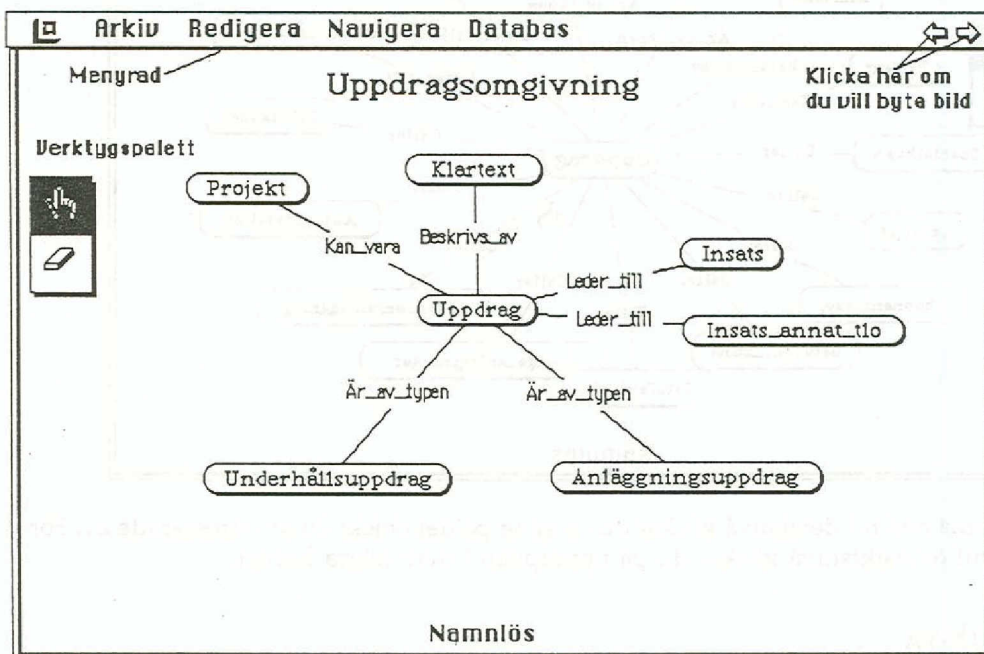 Arkiv Redigera Navigera Databas
Menyrad
Uppdragsomgivning
Klicka här om
du vill byta bild
Verktygspalett
Klartext
Projekt
Kan_vara
Beskrivs_av
Insats
Leder_till
Uppdrag
Leder_till
Insats_annat_tlo
Är_av_typen
Är_av_typen
Underhållsuppdrag
Anläggningsuppdrag
Namnlös